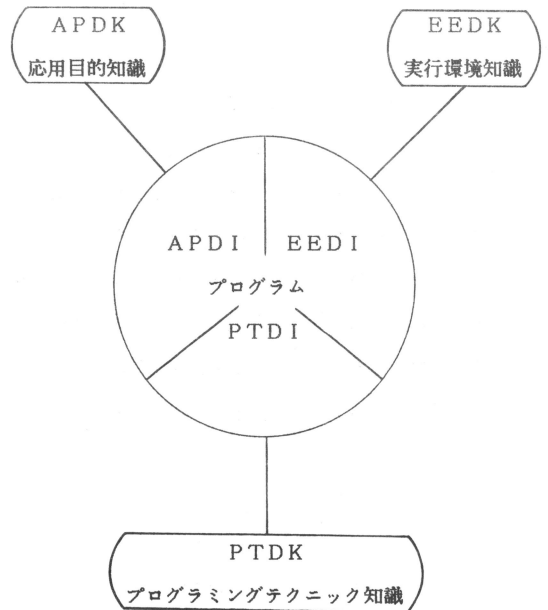 APDK
応用目的知識
EEDK
実行環境知識
APDI
EEDI
プログラム
PTDI
PTDK
プログラミングテクニック知識